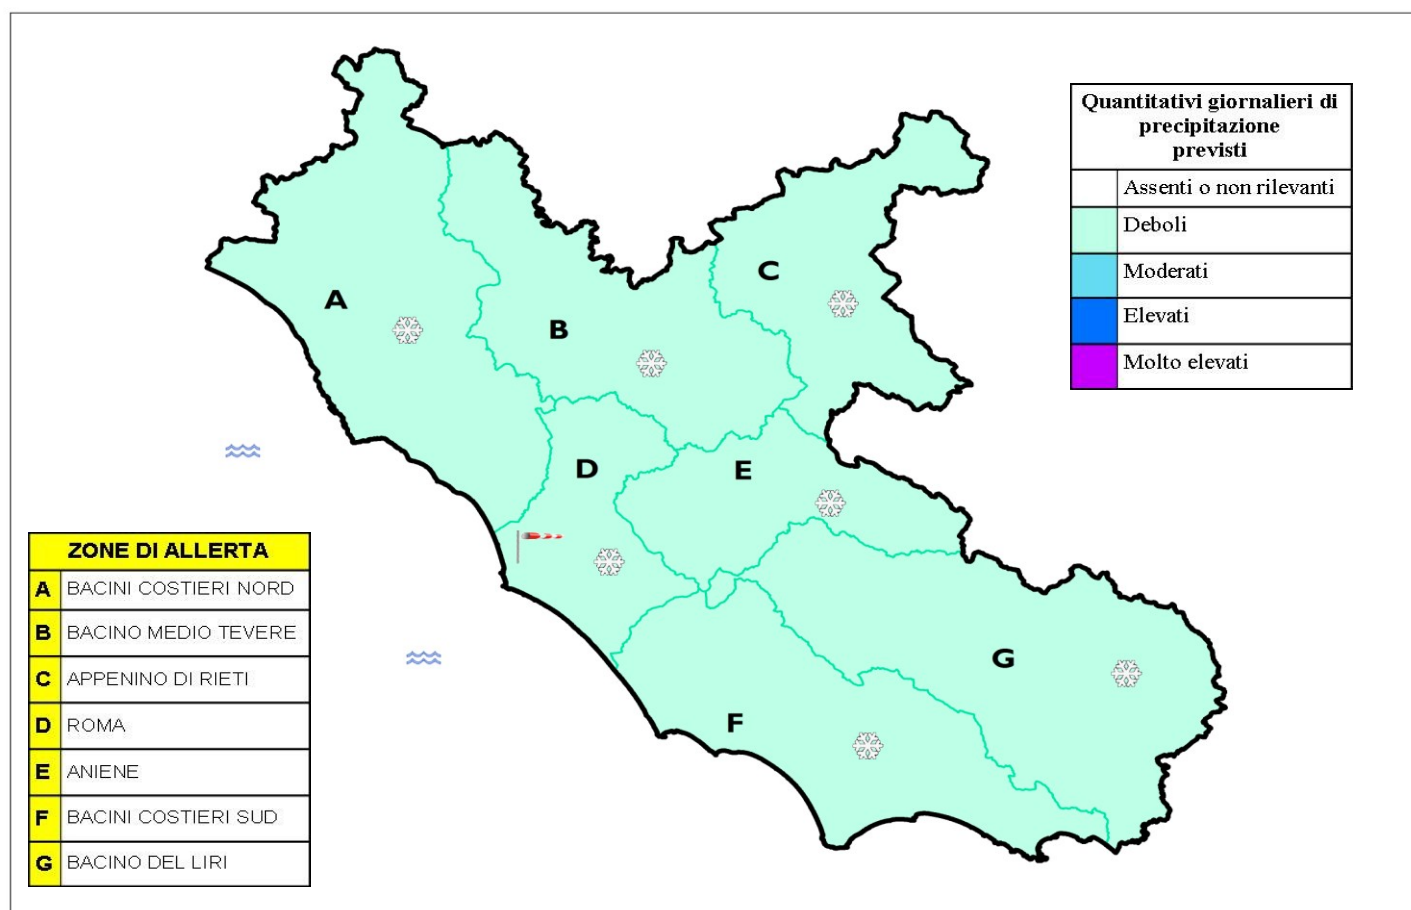 Quantitativi giornalieri di
precipitazione
previsti
Assenti o non rilevanti
Deboli
Moderati
Elevati
Molto elevati
A
B
C
D
E
F
G
ZONE DI ALLERTA
A BACINI COSTIERI NORD
B BACINO MEDIO TEVERE
C APPENINO DI RIETI
D ROMA
E ANIENE
F BACINI COSTIERI SUD
G BACINO DEL LIRI